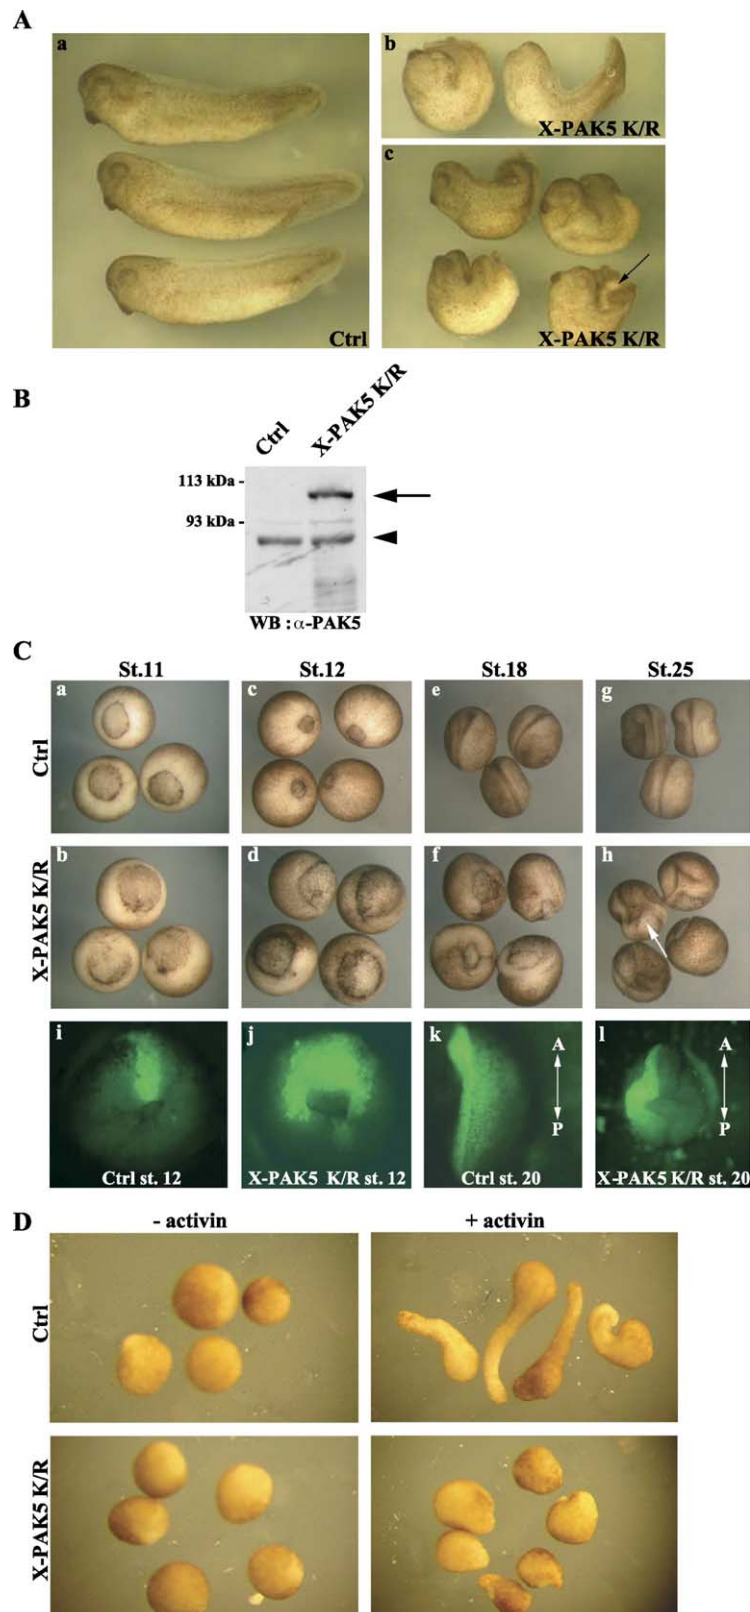 A
a
b
X-PAK5 K/R
c
Ctrl
X-PAK5 K/R
B
Ctrl
X-PAK5 K/R
113 kDa -
93 kDa -
WB : α-PAK5
C
St.11
St.12
St.18
St.25
Ctrl
a
c
e
g
X-PAK5 K/R
b
d
f
h
i
j
k
l
A
A
P
P
Ctrl st. 12
X-PAK5 K/R st. 12
Ctrl st. 20
X-PAK5 K/R st. 20
D
- activin
+ activin
Ctrl
X-PAK5 K/R